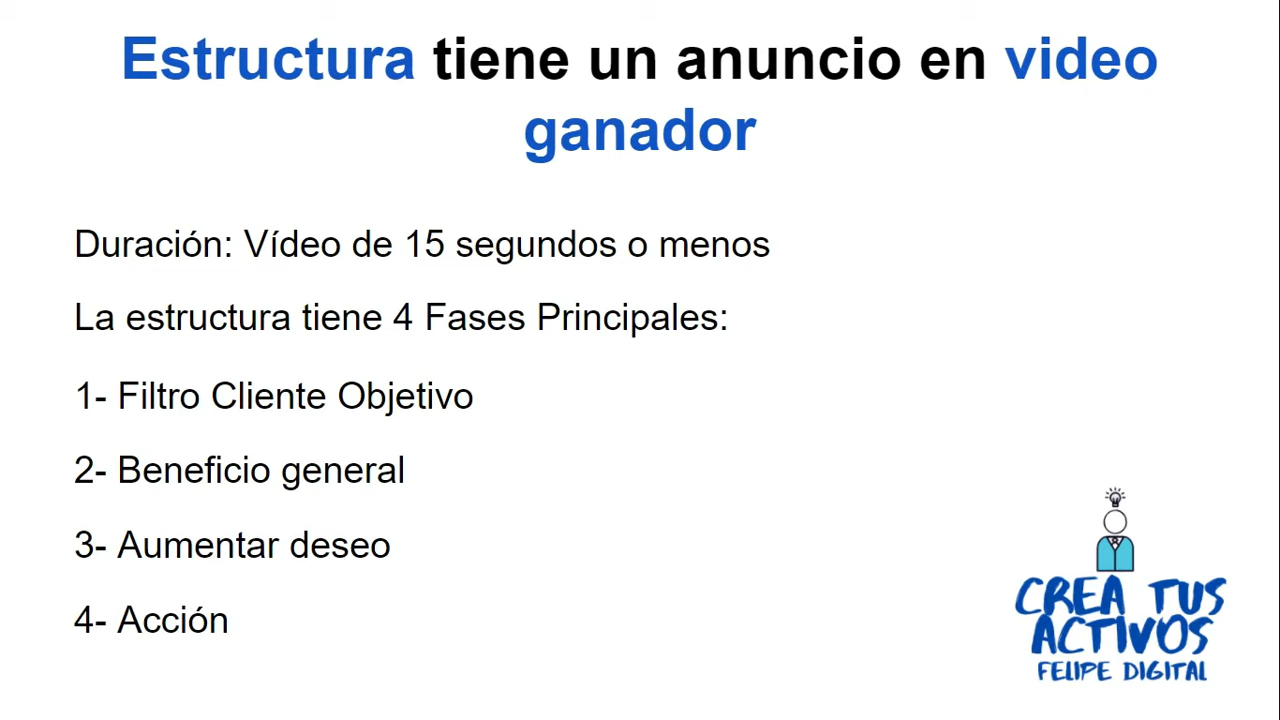 Estructura tiene un anuncio en video
ganador
Duración: Vídeo de 15 segundos o menos
La estructura tiene 4 Fases Principales:
1- Filtro Cliente Objetivo
2- Beneficio general
3- Aumentar deseo
4- Acción
CREA TUS
ACTIVOS
FELIPE DIGITAL